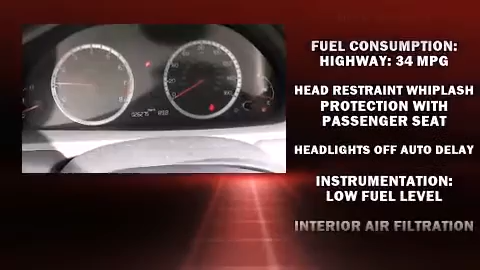 FUEL CONSUMPTION:
HIGHWAY: 34 MPG
HEAD RESTRAINT WHIPLASH
PROTECTION WITH
PASSENGER SEAT
HEADLIGHTS OFF AUTO DELAY
INSTRUMENTATION:
LOW FUEL LEVEL
INTERIOR AIR FILTRATION